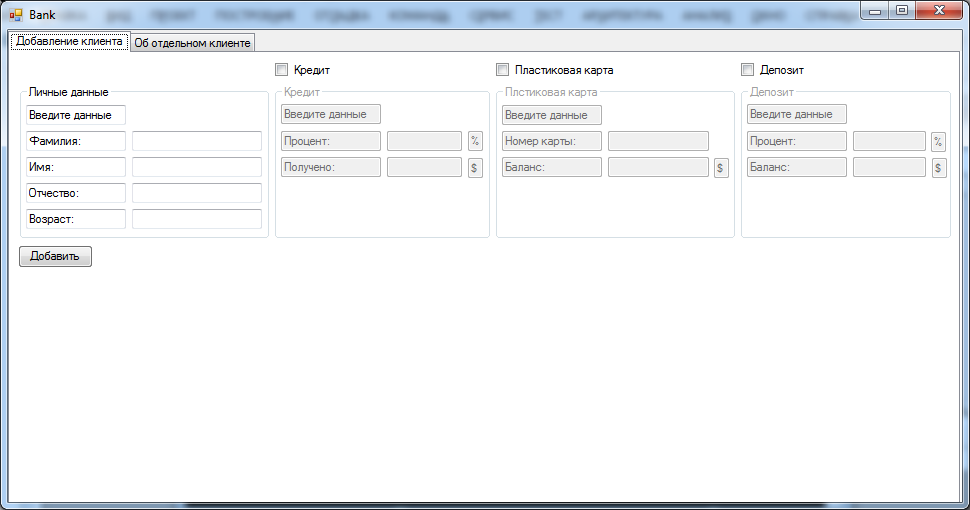 Bank
Добавление клиента Об отдельном клиенте
Кредит Пластиковая карта Депозит
Личные данные Кредит Плстиковая карта Депозит
Введите данные Введите данные Введите данные Введите данные
Фамилия: Процент: % Номер карты: Процент: %
Имя: Получено: $ Баланс: $ Баланс: $
Отчество:
Возраст:
Добавить